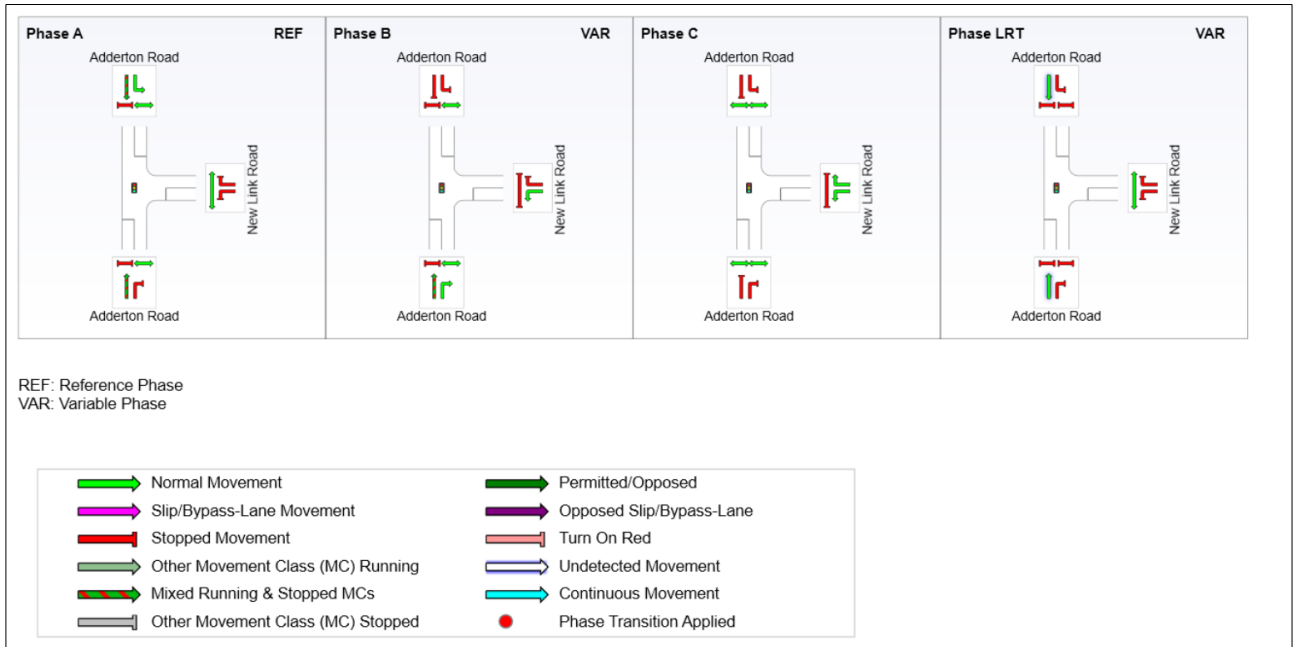 Phase A REF Phase B VAR Phase C Phase LRT VAR
Adderton Road Adderton Road Adderton Road Adderton Road
New Link Road New Link Road New Link Road New Link Road
Adderton Road Adderton Road Adderton Road Adderton Road
REF: Reference Phase
VAR: Variable Phase
Normal Movement Permitted/Opposed
Slip/Bypass-Lane Movement Opposed Slip/Bypass-Lane
Stopped Movement Turn On Red
Other Movement Class (MC) Running Undetected Movement
Mixed Running & Stopped MCs Continuous Movement
Other Movement Class (MC) Stopped Phase Transition Applied